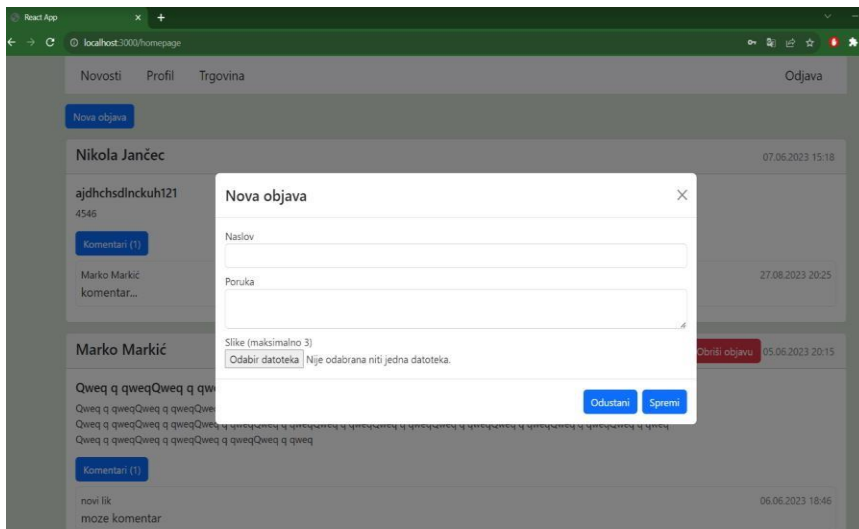 React App
localhost:3000/homepage
Novosti Profil Trgovina Odjava
Nova objava
Nikola Jančec 07.06.2023 15:18
ajdhchsdlnckuh121
4546
Komentari (1)
Marko Markić 27.08.2023 20:25
komentar...
Nova objava
Naslov
Poruka
Slike (maksimalno 3)
Odabir datoteka Nije odabrana niti jedna datoteka.
Odustani Spremi
Marko Markić Obriši objavu 05.06.2023 20:15
Qweq q qweqQweq q
Qweq q qweqQweq q
Qweq q qweqQweq q
Qweq q qweqQweq q qweqQweq q qweqQweq q qweq
Komentari (1)
novi lik 06.06.2023 18:46
moze komentar